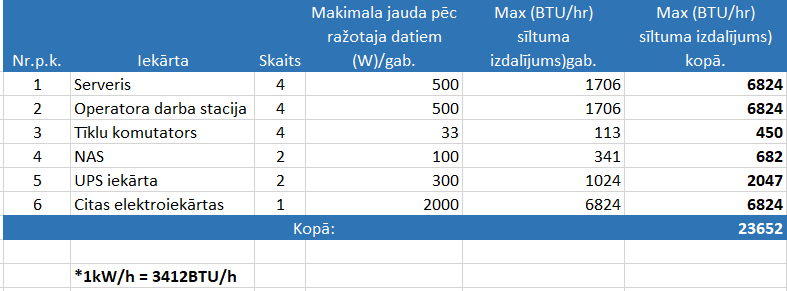 Nr.p.k. Iekārta Skaits Makimala jauda pēc ražotaja datiem (W)/gab. Max (BTU/hr) sīltuma izdalījums)gab. Max (BTU/hr) sīltuma izdalījums) kopā.
1 Serveris 4 500 1706 6824
2 Operatora darba stacija 4 500 1706 6824
3 Tīklu komutators 4 33 113 450
4 NAS 2 100 341 682
5 UPS iekārta 2 300 1024 2047
6 Citas elektroiekārtas 1 2000 6824 6824
Kopā: 23652
*1kW/h = 3412BTU/h